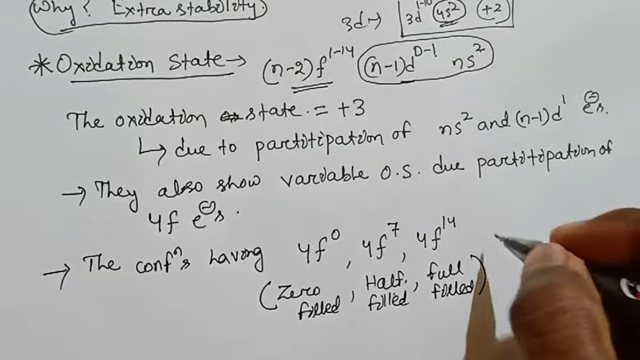 Why? Extra stability)
3d → 3d¹⁻¹⁰ 4s² (+2)
* Oxidation State → (n-2)f¹⁻¹⁴ (n-1)d⁰⁻¹ ns²
The oxidation state = +3
↳ due to partitipation of ns² and (n-1)d¹ e⊖s.
→ They also show variable O.S. due partitipation of
4f e⊖s.
→ The confⁿs having 4f⁰, 4f⁷, 4f¹⁴
(Zero filled, Half filled, full filled)